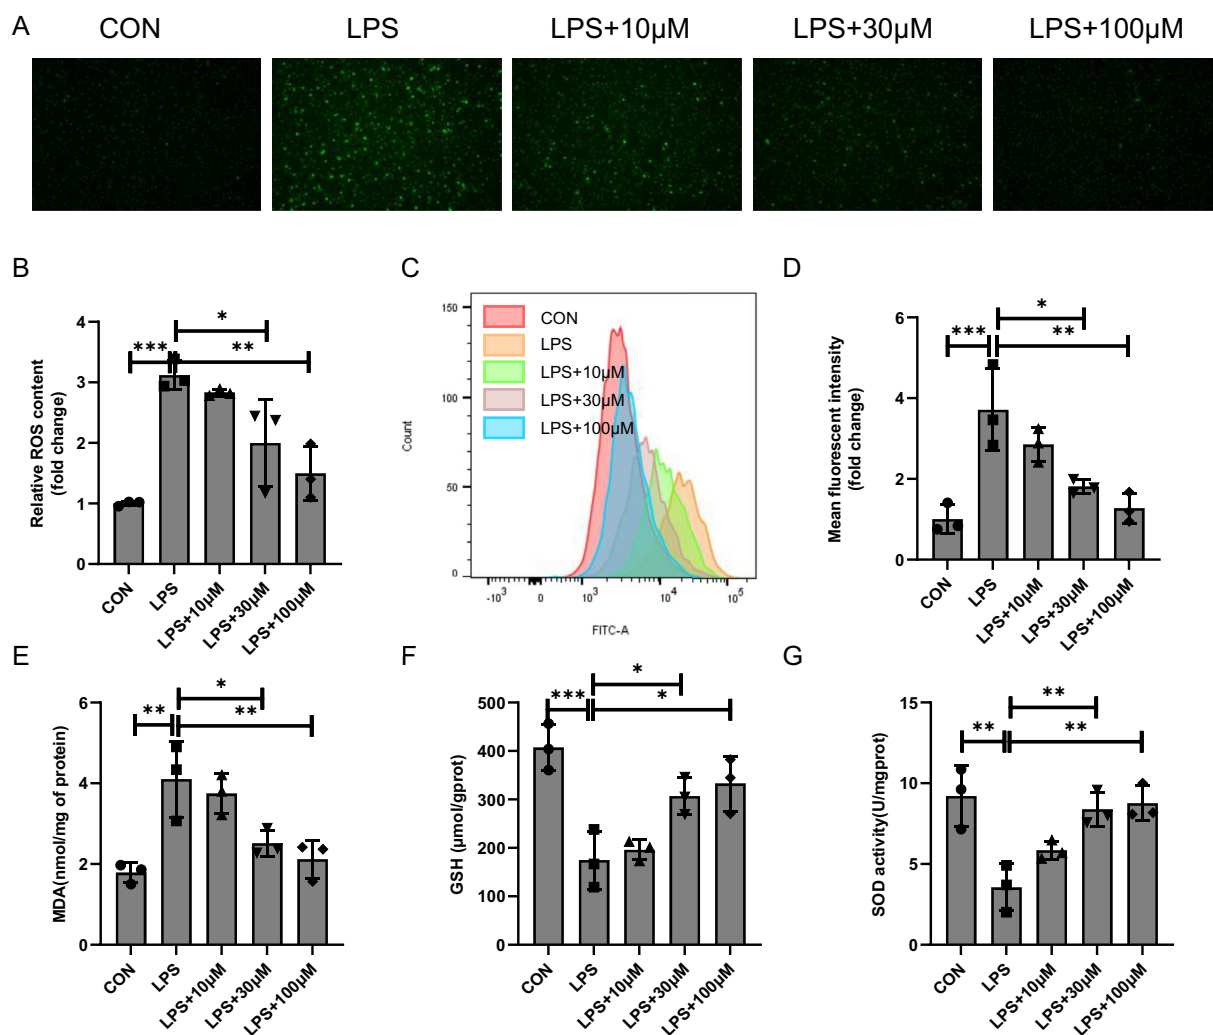 A
CON
LPS
LPS+10μM
LPS+30μM
LPS+100μM
B
Relative ROS content
(fold change)
4
3
2
1
0
***
*
**
CON
LPS
LPS+10μM
LPS+30μM
LPS+100μM
C
Count
150
100
50
0
CON
LPS
LPS+10μM
LPS+30μM
LPS+100μM
-10³
0
10³
10⁴
10⁵
FITC-A
D
Mean fluorescent intensity
(fold change)
6
4
2
0
***
*
**
CON
LPS
LPS+10μM
LPS+30μM
LPS+100μM
E
MDA(nmol/mg of protein)
6
4
2
0
**
*
**
CON
LPS
LPS+10μM
LPS+30μM
LPS+100μM
F
GSH (μmol/gprot)
500
400
300
200
100
0
***
*
*
CON
LPS
LPS+10μM
LPS+30μM
LPS+100μM
G
SOD activity(U/mgprot)
15
10
5
0
**
**
**
CON
LPS
LPS+10μM
LPS+30μM
LPS+100μM